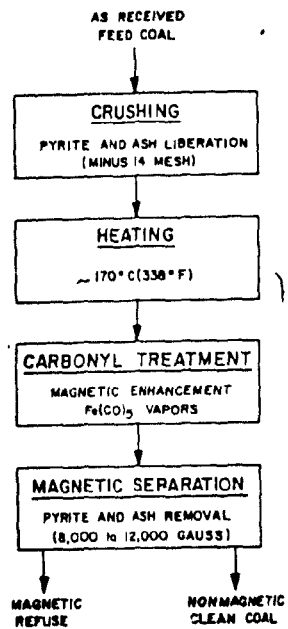 AS RECEIVED
FEED COAL
CRUSHING
PYRITE AND ASH LIBERATION
(MINUS 14 MESH)
HEATING
~ 170°C(338°F)
CARBONYL TREATMENT
MAGNETIC ENHANCEMENT
Fe(CO)5 VAPORS
MAGNETIC SEPARATION
PYRITE AND ASH REMOVAL
(8,000 to 12,000 GAUSS)
MAGNETIC
REFUSE
NONMAGNETIC
CLEAN COAL